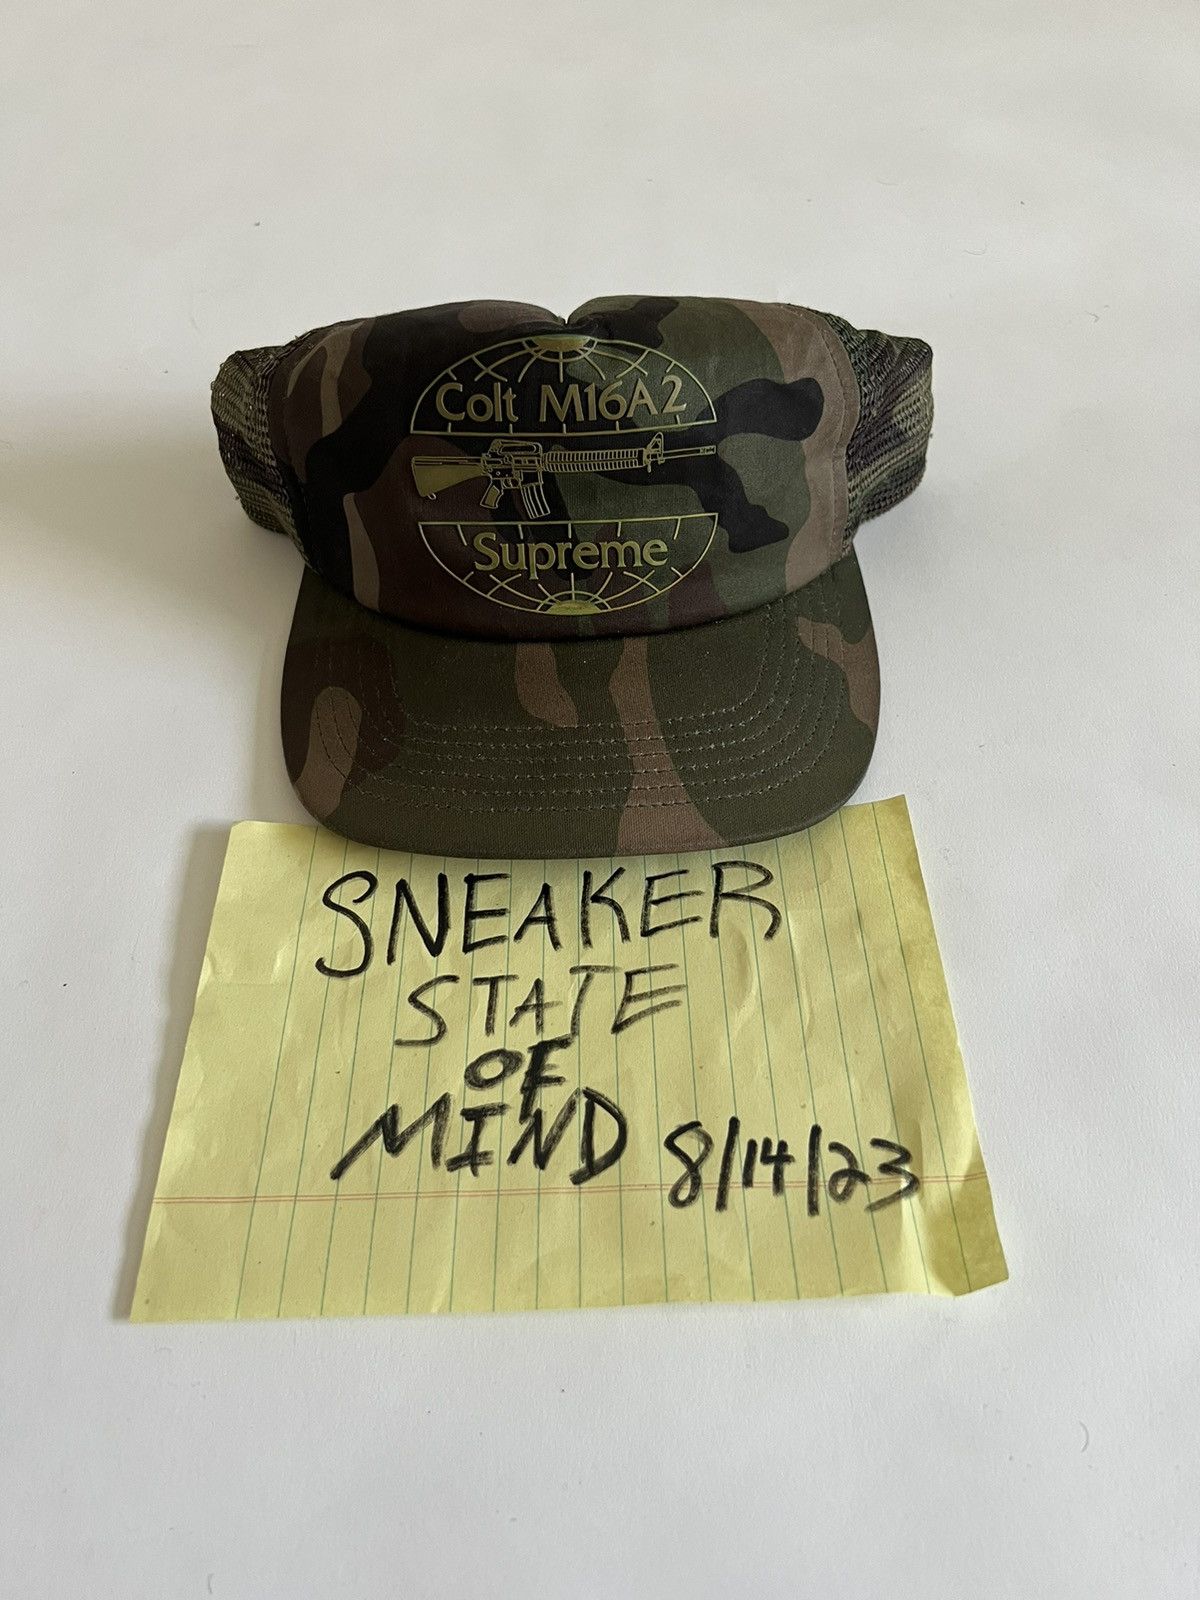 Colt M16A2
Supreme
SNEAKER
STATE
OF
MIND 8/14/23